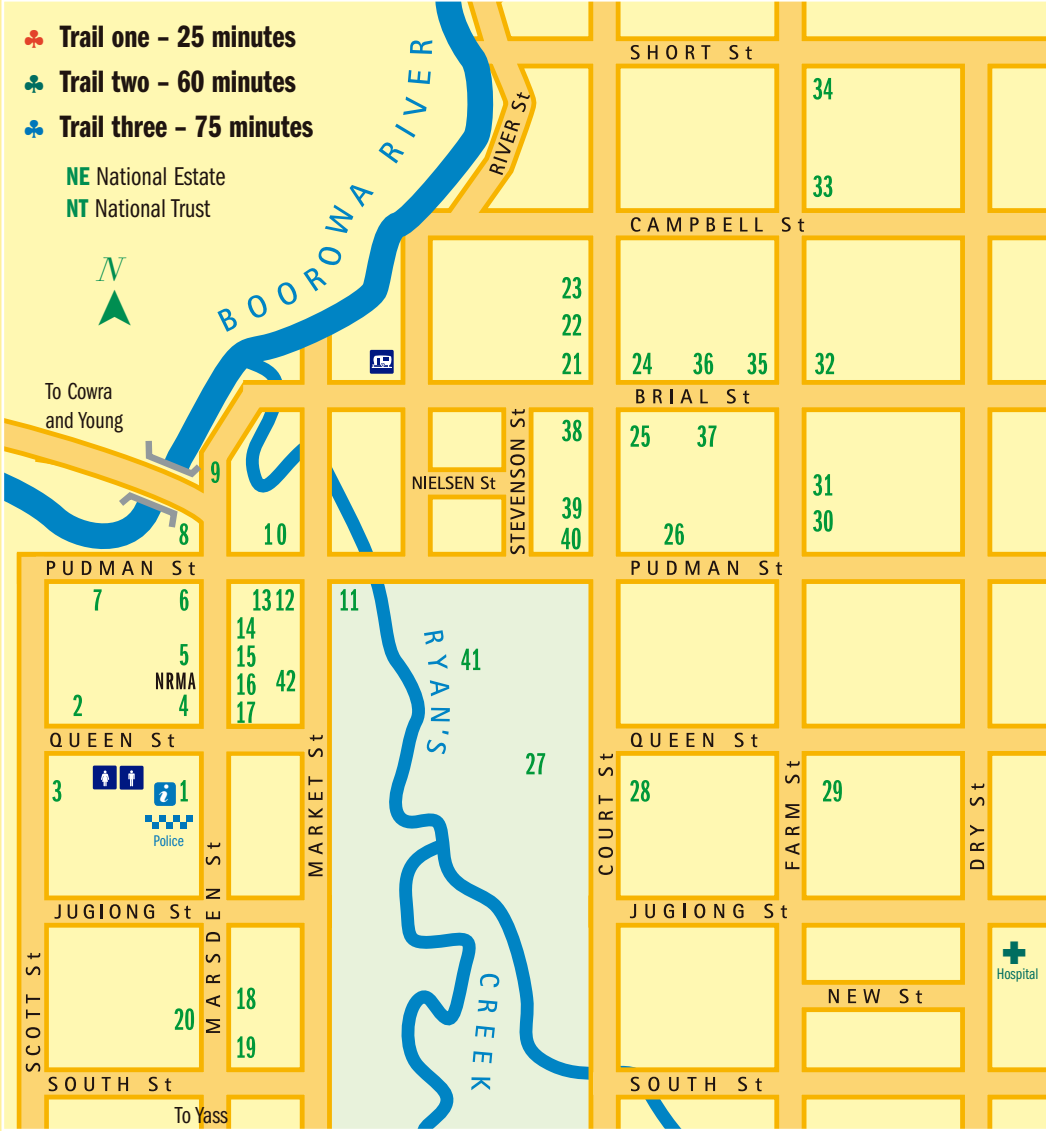 Trail one – 25 minutes
Trail two – 60 minutes
Trail three – 75 minutes
NE National Estate
NT National Trust
N
BOOROWA RIVER
RIVER St
SHORT St
34
33
CAMPBELL St
23
22
21
24 36 35 32
To Cowra
and Young
BRIAL St
38
25 37
9
NIELSEN St
STEVENSON St
31
39
30
8
10
40
26
PUDMAN St
PUDMAN St
7
6
13 12
11
14
5
15
41
NRMA
16
42
2
4
17
RYAN'S
QUEEN St
QUEEN St
MARKET St
27
COURT St
FARM St
DRY St
3
i
1
28
29
Police
JUGIONG St
JUGIONG St
MARSDEN St
SCOTT St
CREEK
Hospital
18
NEW St
20
19
SOUTH St
SOUTH St
To Yass